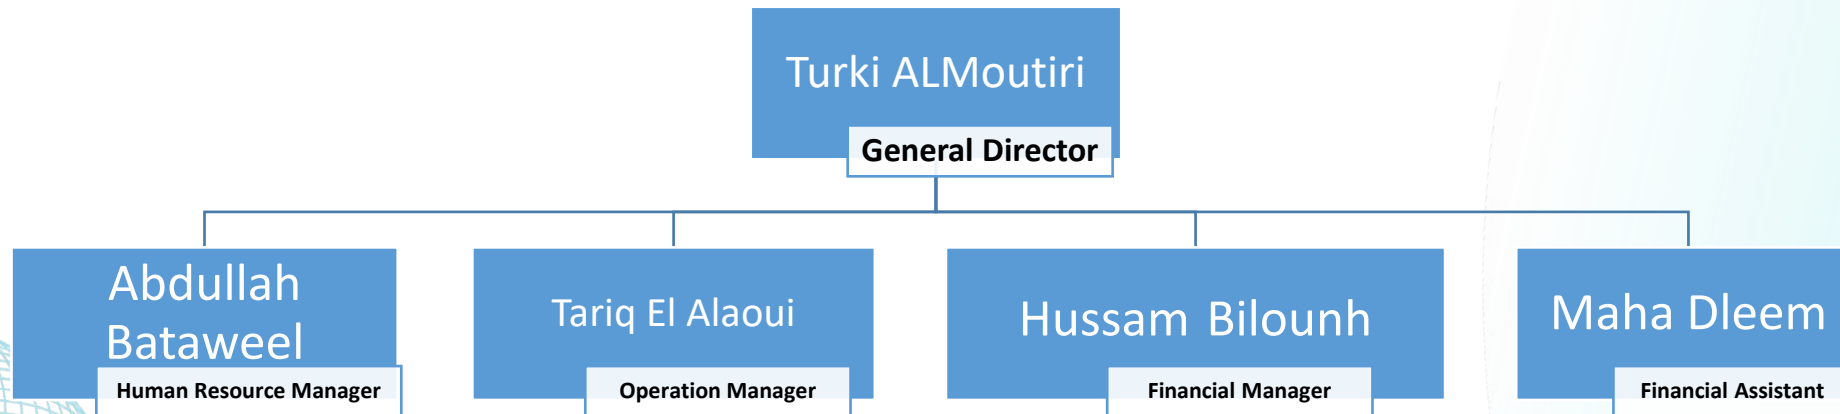 Turki ALMoutiri
General Director
Abdullah
Bataweel
Human Resource Manager
Tariq El Alaoui
Operation Manager
Hussam Bilounh
Financial Manager
Maha Dleem
Financial Assistant